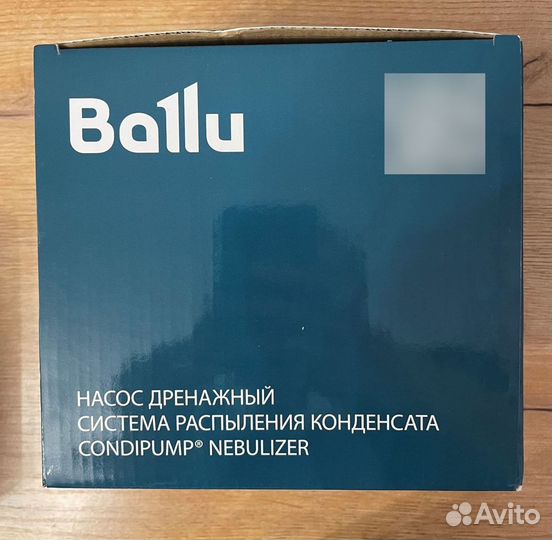 Ballu
НАСОС ДРЕНАЖНЫЙ
СИСТЕМА РАСПЫЛЕНИЯ КОНДЕНСАТА
CONDIPUMP® NEBULIZER
Avito